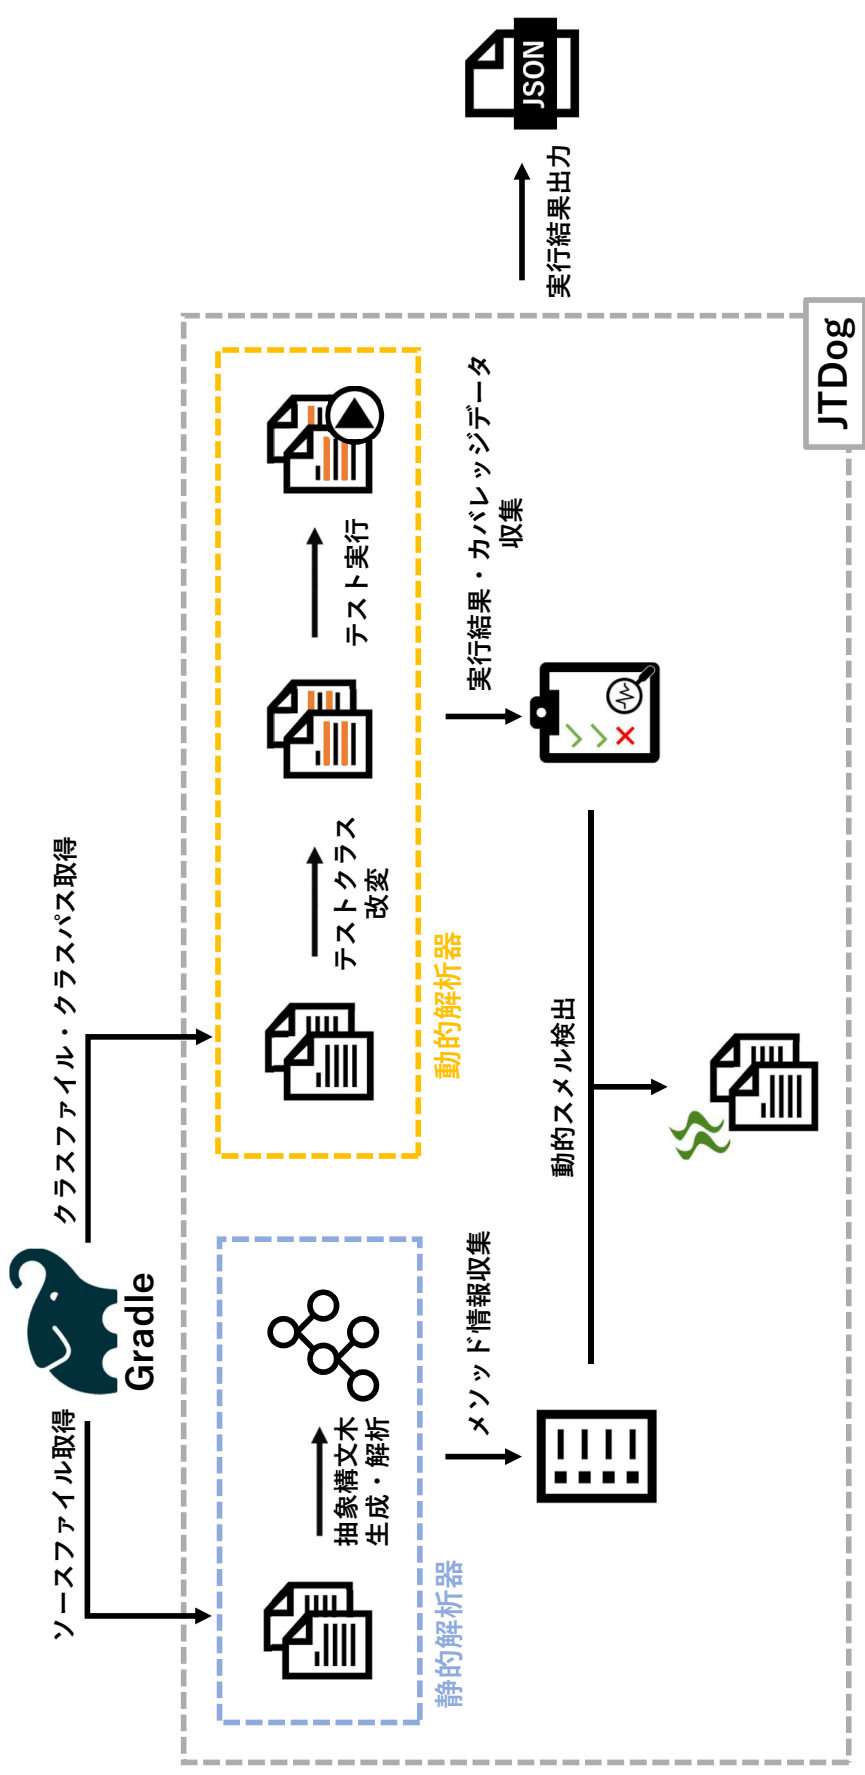 ソースファイル取得
Gradle
クラスファイル・クラスパス取得
抽象構文木
生成・解析
静的解析器
テストクラス
改変
テスト実行
動的解析器
メソッド情報収集
実行結果・カバレッジデータ
収集
動的スメル検出
JTDog
実行結果出力
JSON